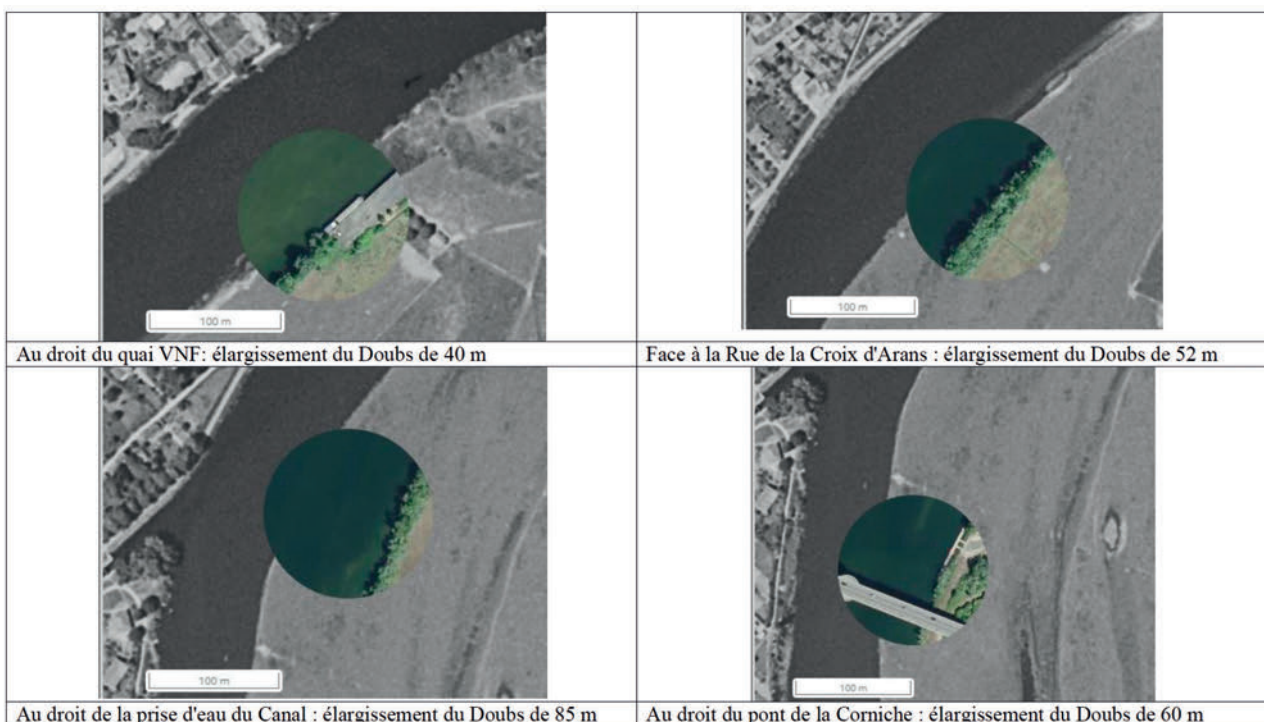 100 m
100 m
Au droit du quai VNF: élargissement du Doubs de 40 m
Face à la Rue de la Croix d'Arans : élargissement du Doubs de 52 m
100 m
100 m
Au droit de la prise d'eau du Canal : élargissement du Doubs de 85 m
Au droit du pont de la Corniche : élargissement du Doubs de 60 m